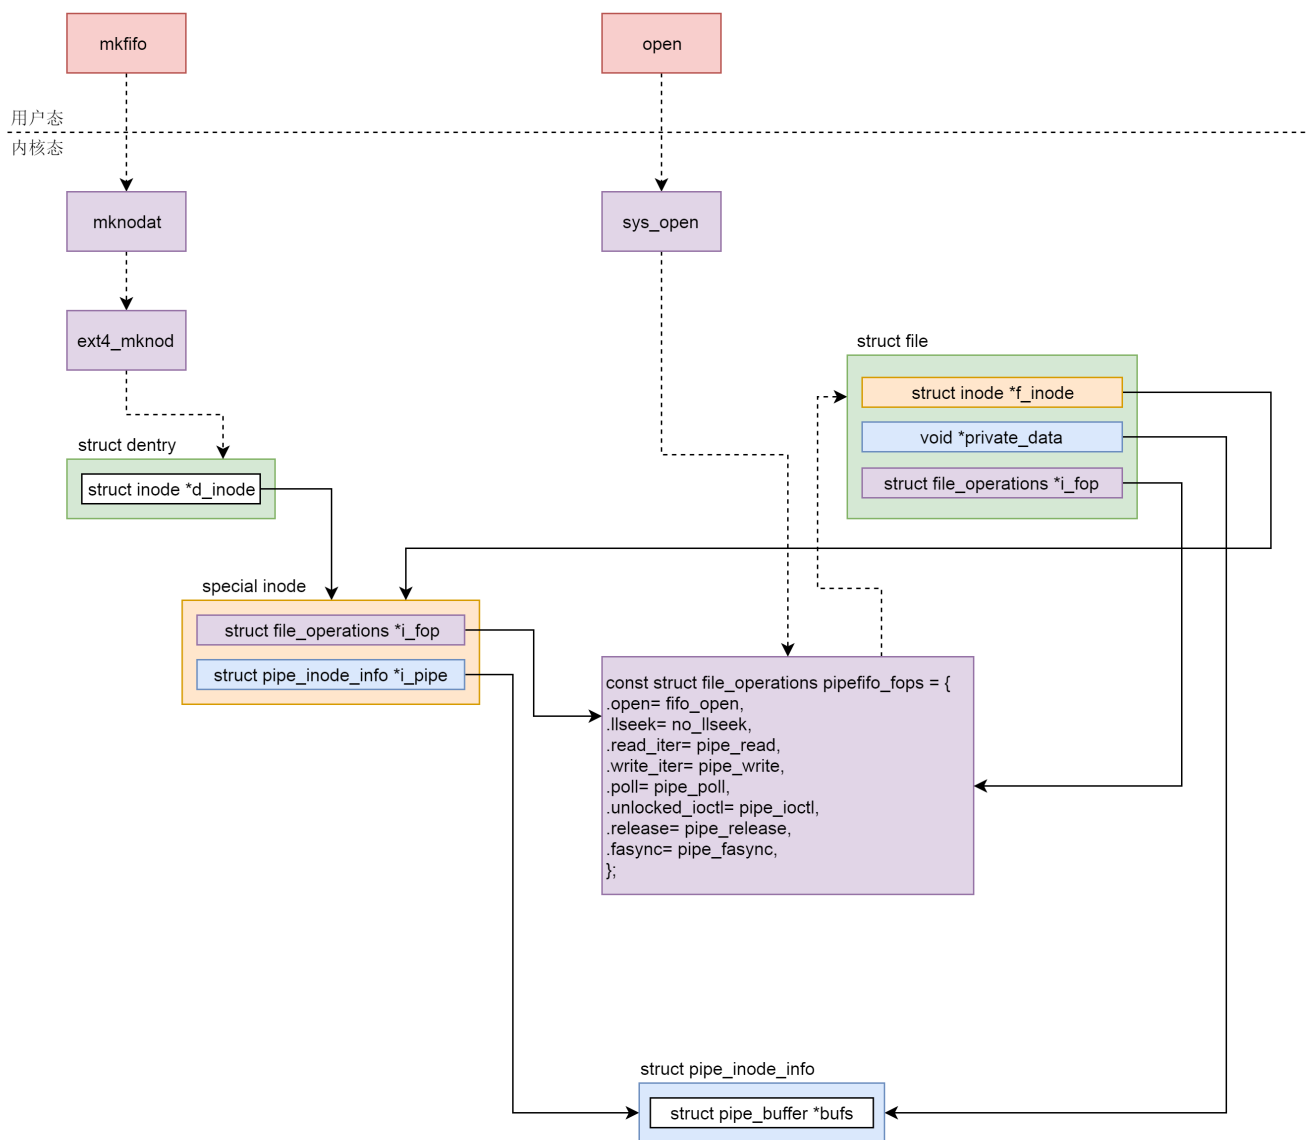 mkfifo
open
用户态
内核态
mknodat
sys_open
ext4_mknod
struct file
struct inode *f_inode
void *private_data
struct file_operations *i_fop
struct dentry
struct inode *d_inode
special inode
struct file_operations *i_fop
struct pipe_inode_info *i_pipe
const struct file_operations pipefifo_fops = {
.open= fifo_open,
.llseek= no_llseek,
.read_iter= pipe_read,
.write_iter= pipe_write,
.poll= pipe_poll,
.unlocked_ioctl= pipe_ioctl,
.release= pipe_release,
.fasync= pipe_fasync,
};
struct pipe_inode_info
struct pipe_buffer *bufs